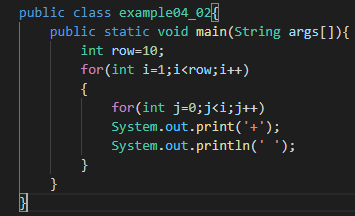 public class example04_02{
    public static void main(String args[]){
        int row=10;
        for(int i=1;i<row;i++)
        {
            for(int j=0;j<i;j++)
            System.out.print('+');
            System.out.println(' ');
        }
    }
}